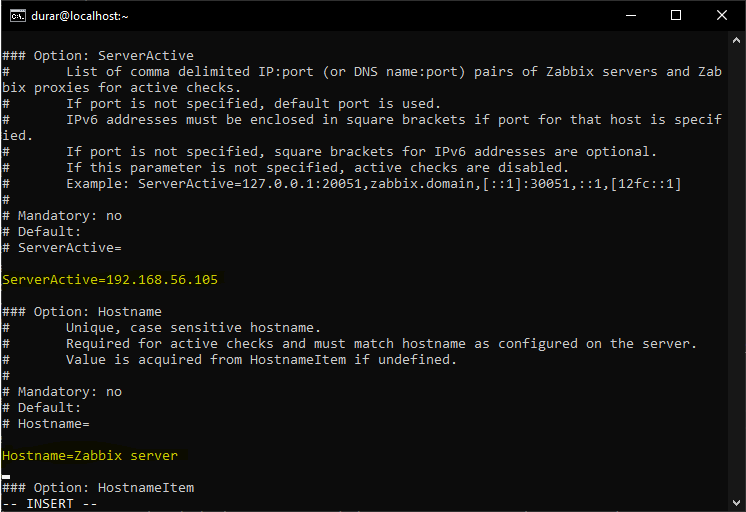 durar@localhost:~
### Option: ServerActive
#       List of comma delimited IP:port (or DNS name:port) pairs of Zabbix servers and Zab
bix proxies for active checks.
#       If port is not specified, default port is used.
#       IPv6 addresses must be enclosed in square brackets if port for that host is specif
ied.
#       If port is not specified, square brackets for IPv6 addresses are optional.
#       If this parameter is not specified, active checks are disabled.
#       Example: ServerActive=127.0.0.1:20051,zabbix.domain,[::1]:30051,::1,[12fc::1]
#
# Mandatory: no
# Default:
# ServerActive=
ServerActive=192.168.56.105
### Option: Hostname
#       Unique, case sensitive hostname.
#       Required for active checks and must match hostname as configured on the server.
#       Value is acquired from HostnameItem if undefined.
#
# Mandatory: no
# Default:
# Hostname=
Hostname=Zabbix server
### Option: HostnameItem
-- INSERT --